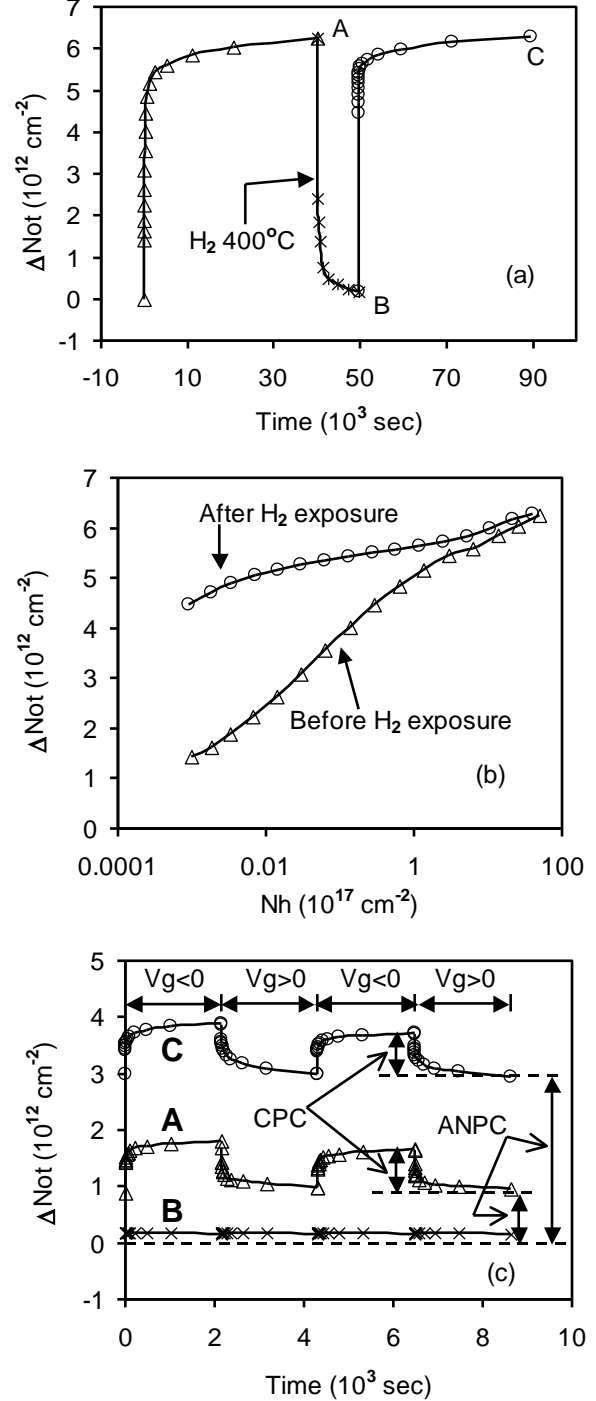 7
6
5
4
3
2
1
0
-1
ΔNot (10¹² cm⁻²)
A
C
H₂ 400°C
B
(a)
-10 10 30 50 70 90
Time (10³ sec)
7
6
5
4
3
2
1
0
ΔNot (10¹² cm⁻²)
After H₂ exposure
Before H₂ exposure
(b)
0.0001 0.01 1 100
Nh (10¹⁷ cm⁻²)
5
4
3
2
1
0
-1
ΔNot (10¹² cm⁻²)
Vg<0 Vg>0 Vg<0 Vg>0
C
A
CPC
ANPC
B
(c)
0 2 4 6 8 10
Time (10³ sec)